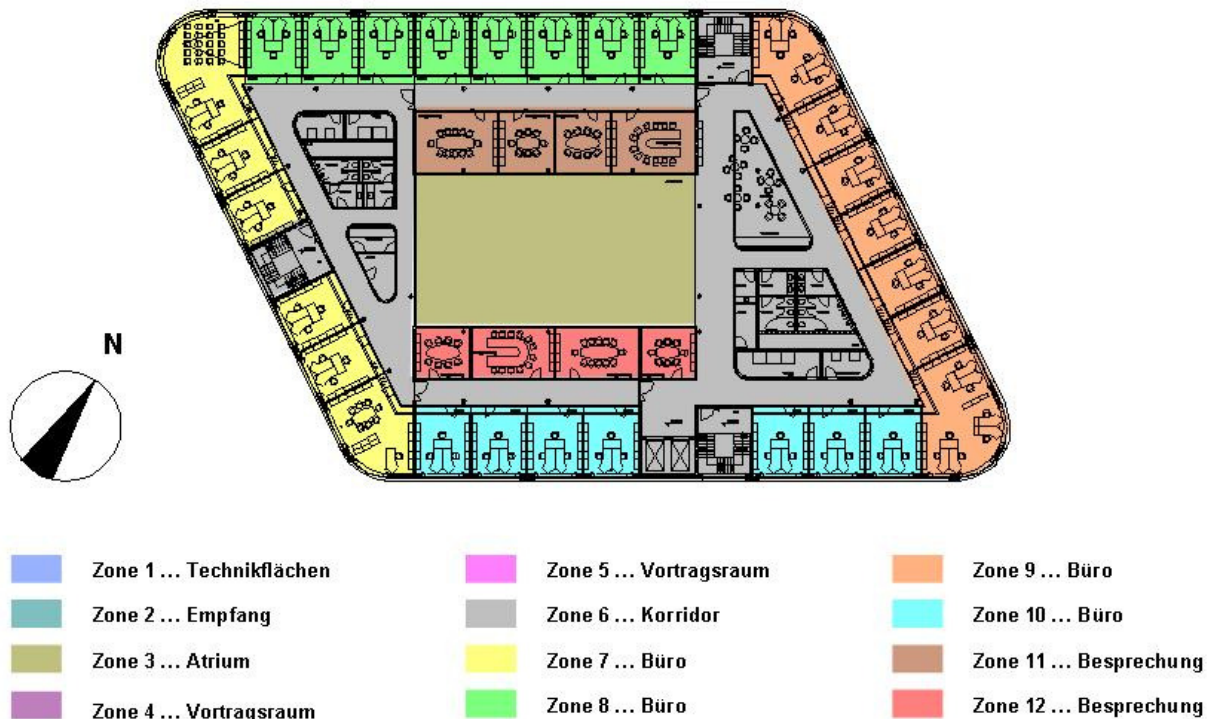 N
Zone 1 ... Technikflächen
Zone 2 ... Empfang
Zone 3 ... Atrium
Zone 4 ... Vortragsraum
Zone 5 ... Vortragsraum
Zone 6 ... Korridor
Zone 7 ... Büro
Zone 8 ... Büro
Zone 9 ... Büro
Zone 10 ... Büro
Zone 11 ... Besprechung
Zone 12 ... Besprechung